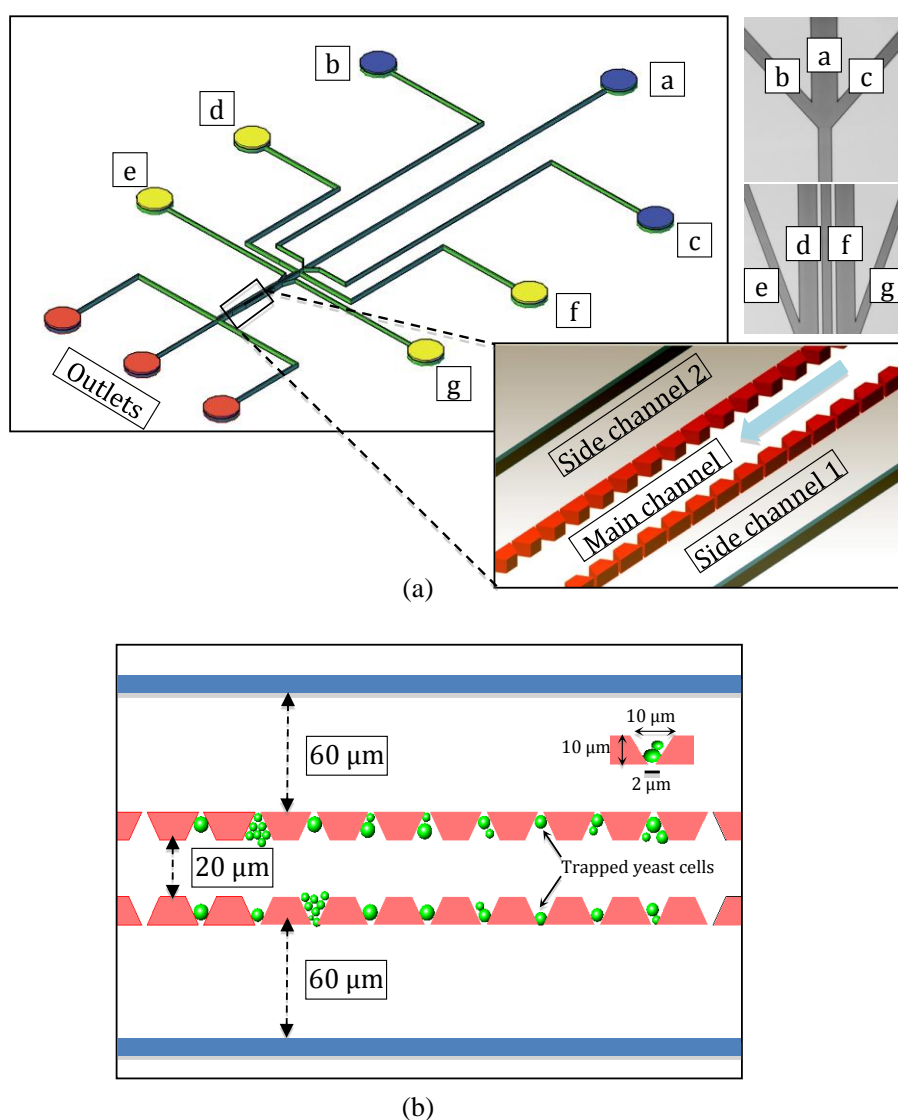 b
a
d
e
c
f
g
Outlets
a
b
c
d
f
e
g
Side channel 2
Main channel
Side channel 1
(a)
60 μm
10 μm
10 μm
2 μm
20 μm
Trapped yeast cells
60 μm
(b)